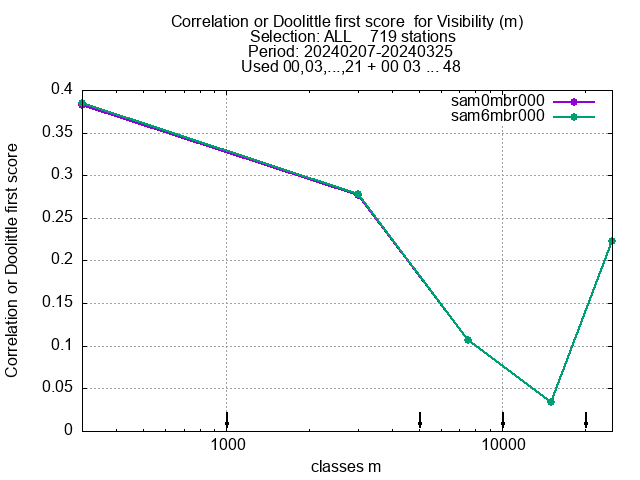 Correlation or Doolittle first score  for Visibility (m)
Selection: ALL    719 stations
Period: 20240207-20240325
Used 00,03,...,21 + 00 03 ... 48
sam0mbr000
sam6mbr000
Correlation or Doolittle first score
0.4
0.35
0.3
0.25
0.2
0.15
0.1
0.05
0
1000
10000
classes m